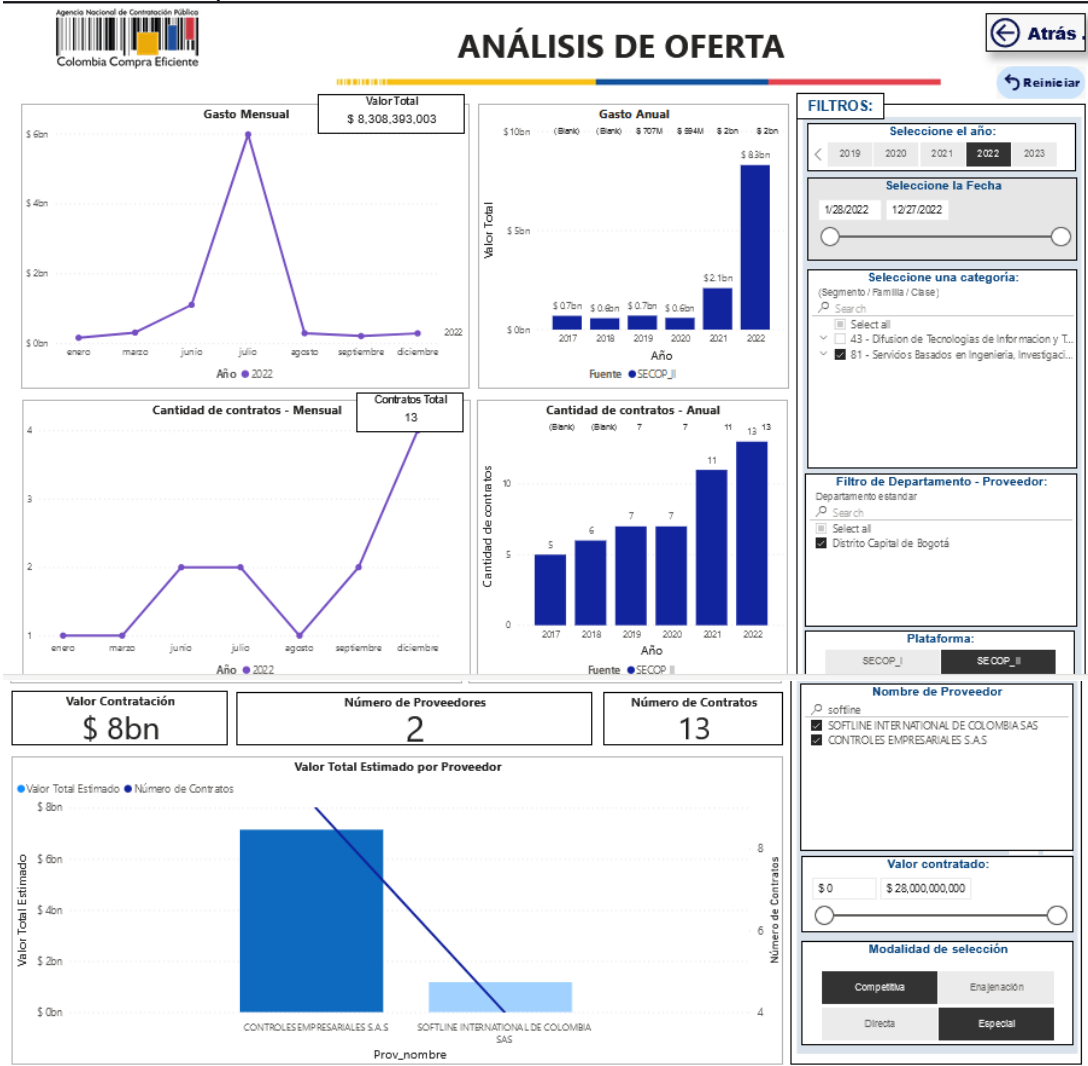 Agencia Nacional de Contratación Pública
Colombia Compra Eficiente
ANÁLISIS DE OFERTA
Atrás .
Reiniciar
Gasto Mensual
Valor Total
$ 8,308,393,003
$ 6bn
$ 4bn
$ 2bn
$ 0bn
2022
enero marzo junio julio agosto septiembre diciembre
Año 2022
Gasto Anual
$ 10bn (Blank) (Blank) $ 707M $ 594M $ 2bn $ 2bn
$ 8.3bn
Valor Total
$ 5bn
$ 2.1bn
$ 0.7bn $ 0.6bn $ 0.7bn $ 0.6bn
$ 0bn
2017 2018 2019 2020 2021 2022
Año
Fuente SECOP_II
Cantidad de contratos - Mensual
Contratos Total
13
4
3
2
1
enero marzo junio julio agosto septiembre diciembre
Año 2022
Cantidad de contratos - Anual
(Blank) (Blank) 7 7 11 13
13
11
10
7 7
6
5
Cantidad de contratos
5
0
2017 2018 2019 2020 2021 2022
Año
Fuente SECOP_II
FILTROS:
Seleccione el año:
2019 2020 2021 2022 2023
Seleccione la Fecha
1/28/2022 12/27/2022
Seleccione una categoría:
(Segmento / Familia / Clase)
Search
Select all
43 - Difusion de Tecnologias de Informacion y T...
81 - Servicios Basados en Ingenieria, Investigaci...
Filtro de Departamento - Proveedor:
Departamento estandar
Search
Select all
Distrito Capital de Bogotá
Plataforma:
SECOP_I SECOP_II
Valor Contratación
$ 8bn
Número de Proveedores
2
Número de Contratos
13
Valor Total Estimado por Proveedor
Valor Total Estimado Número de Contratos
$ 8bn
$ 6bn
$ 4bn
$ 2bn
$ 0bn
Valor Total Estimado
8
6
4
Número de Contratos
CONTROLES EMPRESARIALES S.A.S SOFTLINE INTERNATIONAL DE COLOMBIA
SAS
Prov_nombre
Nombre de Proveedor
softline
SOFTLINE INTERNATIONAL DE COLOMBIA SAS
CONTROLES EMPRESARIALES S.A.S
Valor contratado:
$ 0 $ 28,000,000,000
Modalidad de selección
Competitiva Enajenación
Directa Especial